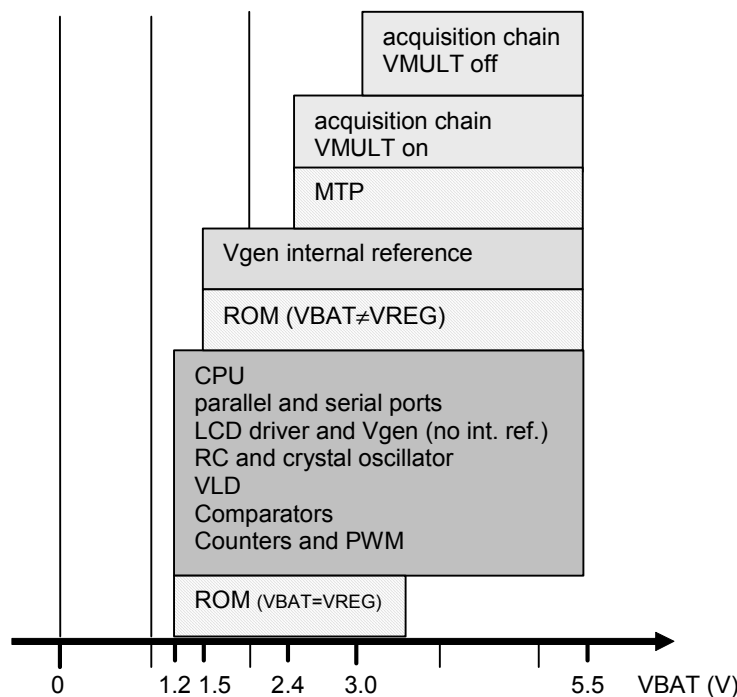 acquisition chain
VMULT off
acquisition chain
VMULT on
MTP
Vgen internal reference
ROM (VBAT≠VREG)
CPU
parallel and serial ports
LCD driver and Vgen (no int. ref.)
RC and crystal oscillator
VLD
Comparators
Counters and PWM
ROM (VBAT=VREG)
0 1.2 1.5 2.4 3.0 5.5 VBAT (V)